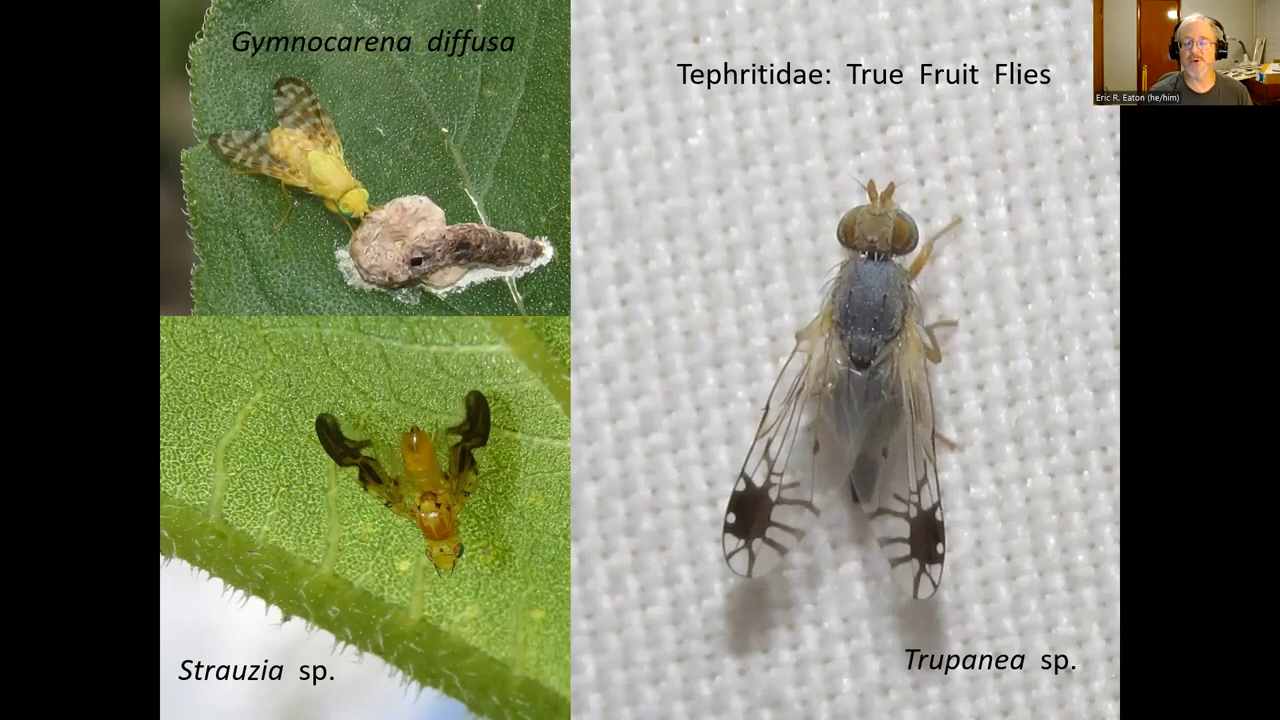 Gymnocarena diffusa
Tephritidae: True Fruit Flies
Eric R. Eaton (he/him)
Strauzia sp.
Trupanea sp.